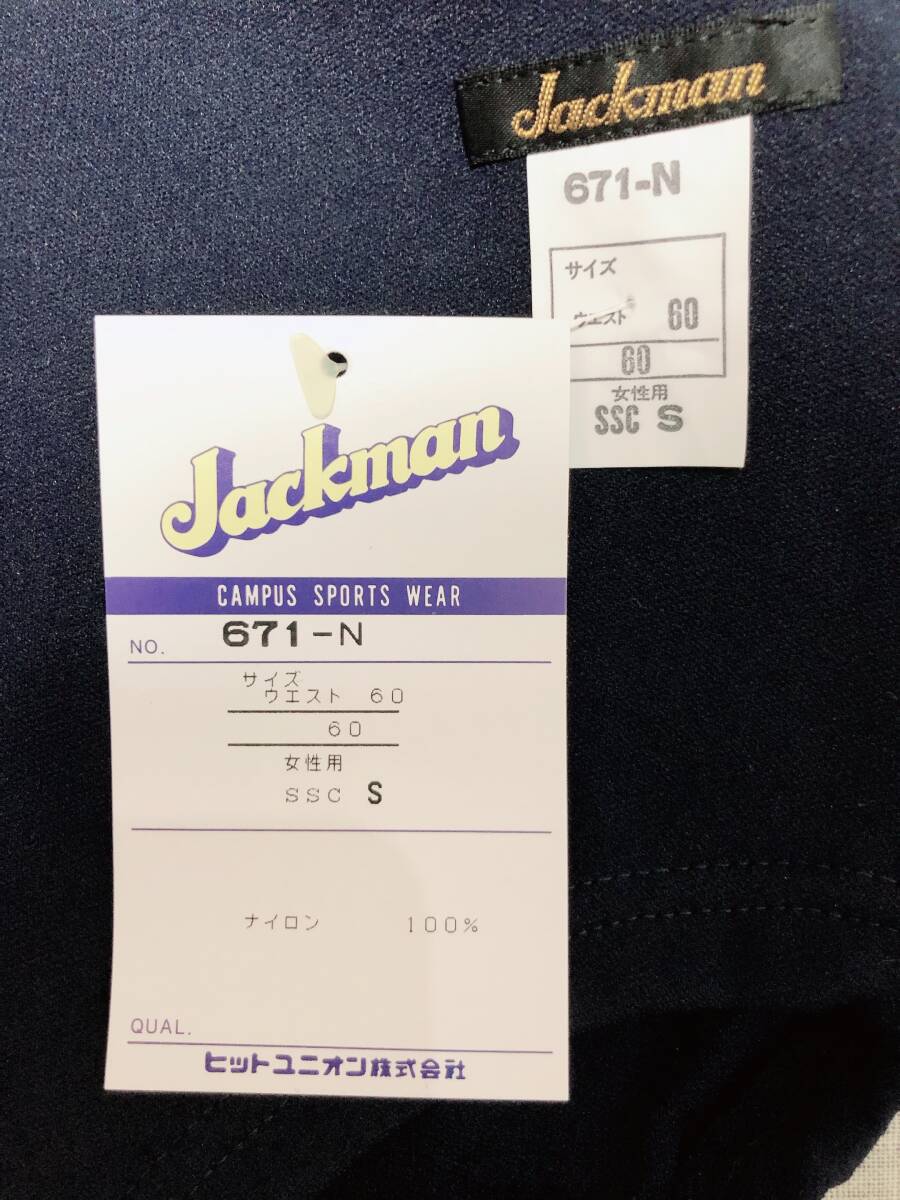 Jackman
671-N
サイズ
ウエスト 60
60
女性用
SSC S
Jackman
CAMPUS SPORTS WEAR
NO. 671-N
サイズ
ウエスト 60
60
女性用
SSC S
ナイロン 100%
QUAL.
ヒットユニオン株式会社